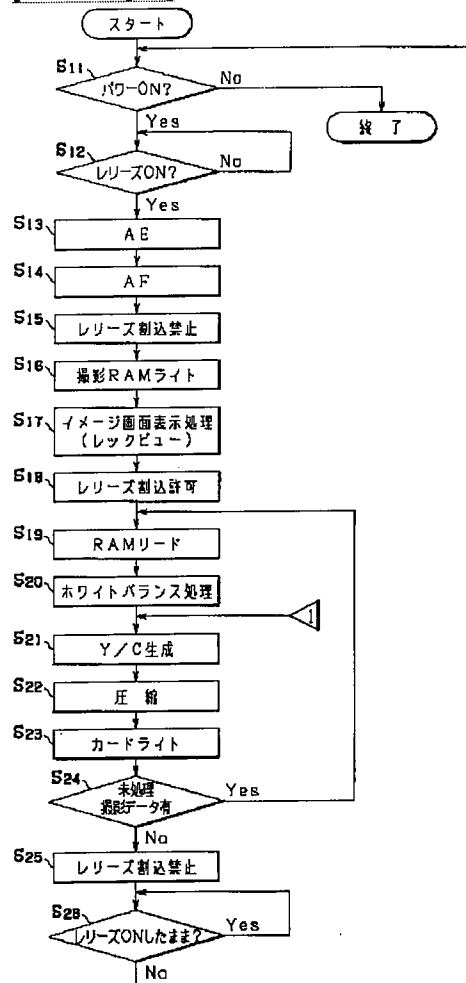 スタート
S11
パワーON?
No
Yes
終 了
S12
レリーズON?
No
Yes
S13
AE
S14
AF
S15
レリーズ割込禁止
S16
撮影RAMライト
S17
イメージ画面表示処理
(レックビュー)
S18
レリーズ割込許可
S19
RAMリード
S20
ホワイトバランス処理
1
S21
Y/C生成
S22
圧 縮
S23
カードライト
S24
未処理
撮影データ有
Yes
No
S25
レリーズ割込禁止
S26
レリーズONしたまま?
Yes
No